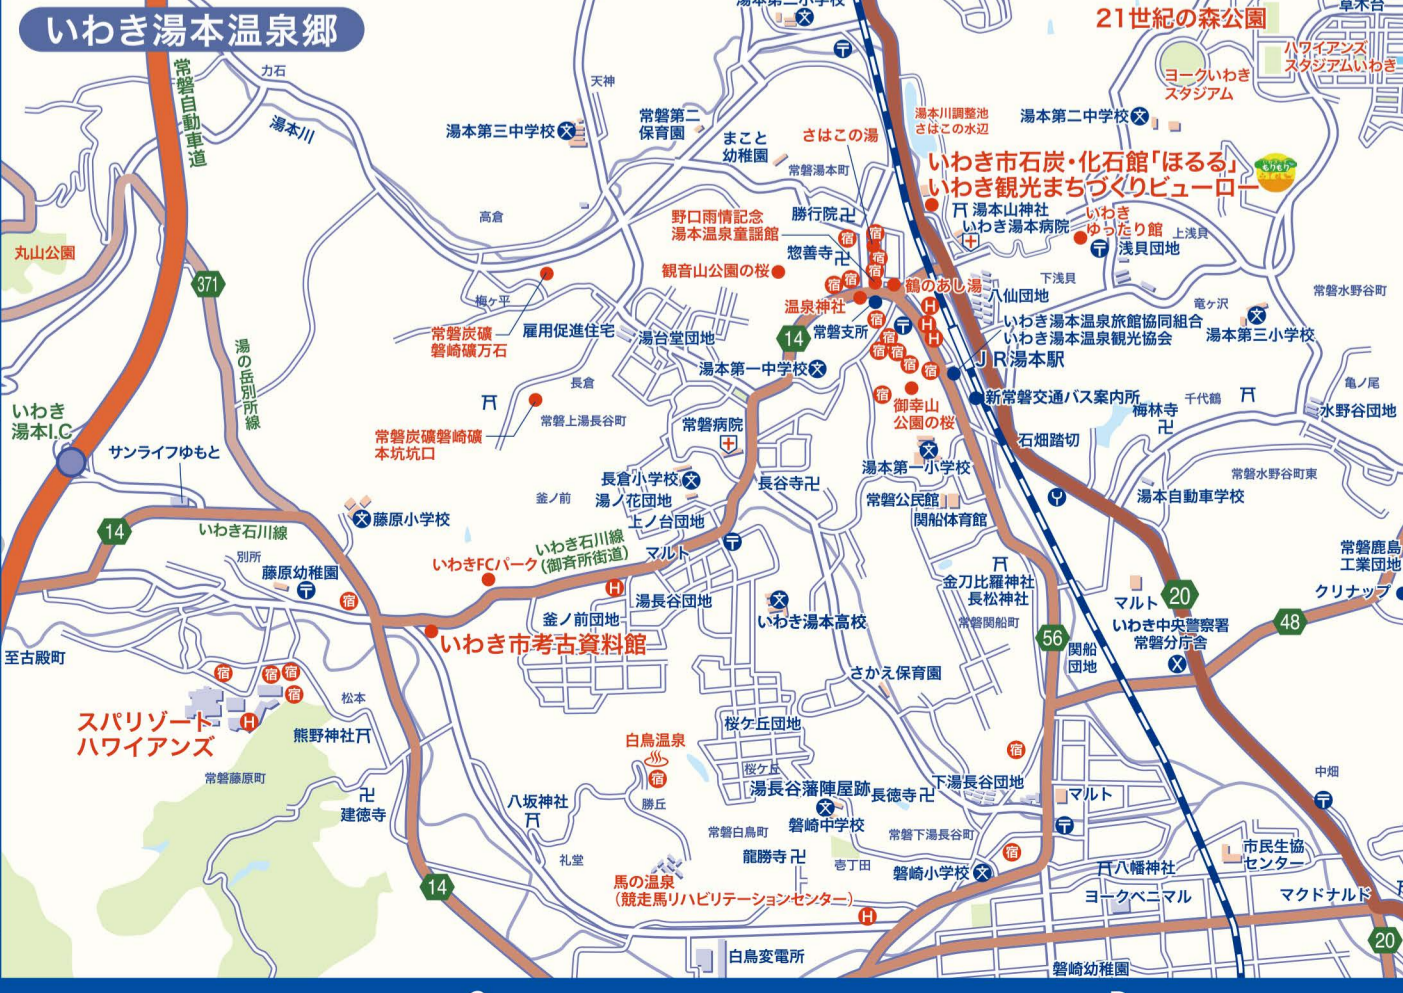 いわき湯本温泉郷
湯本第二小学校
21世紀の森公園
草木台
常磐自動車道
力石
天神
ハワイアンズ
スタジアムいわき
ヨークいわき
スタジアム
湯本川
湯本第三中学校
常磐第二
保育園
まこと
幼稚園
さはこの湯
湯本川調整池
さはこの水辺
湯本第二中学校
常磐湯本町
いわき市石炭・化石館「ほるる」
いわき観光まちづくりビューロー
高倉
野口雨情記念
湯本温泉童謡館
勝行院
湯本山神社
いわき湯本病院
いわき
ゆったり館
上浅貝
浅貝団地
丸山公園
惣善寺
観音山公園の桜
鶴のあし湯
下浅貝
371
梅ヶ平
温泉神社
八仙団地
竜ヶ沢
常磐水野谷町
常磐炭礦
磐崎礦万石
雇用促進住宅
湯台堂団地
14
常磐支所
いわき湯本温泉旅館協同組合
いわき湯本温泉観光協会
湯本第三小学校
湯の岳別所線
湯本第一中学校
JR湯本駅
長倉
亀ノ尾
いわき
湯本I.C
常磐上湯長谷町
御幸山
公園の桜
新常磐交通バス案内所
千代鶴
梅林寺
水野谷団地
常磐炭礦磐崎礦
本坑坑口
常磐病院
石畑踏切
サンライフゆもと
長倉小学校
長谷寺
湯本第一小学校
常磐水野谷町東
釜ノ前
湯ノ花団地
常磐公民館
湯本自動車学校
14
いわき石川線
藤原小学校
上ノ台団地
関船体育館
別所
いわき石川線
(御斉所街道)
マルト
いわきFCパーク
常磐鹿島
工業団地
藤原幼稚園
金刀比羅神社
長松神社
クリナップ
マルト
20
湯長谷団地
釜ノ前団地
いわき湯本高校
常磐関船町
いわき中央警察署
常磐分庁舎
48
いわき市考古資料館
56
関船
団地
至古殿町
さかえ保育園
松本
スパリゾート
ハワイアンズ
熊野神社
桜ケ丘団地
白鳥温泉
常磐藤原町
桜ケ丘
湯長谷藩陣屋跡
長徳寺
下湯長谷団地
中畑
建徳寺
八坂神社
勝丘
マルト
磐崎中学校
常磐白鳥町
常磐下湯長谷町
礼堂
龍勝寺
壱丁田
市民生協
センター
馬の温泉
(競走馬リハビリテーションセンター)
磐崎小学校
八幡神社
14
ヨークベニマル
マクドナルド
20
白鳥変電所
磐崎幼稚園